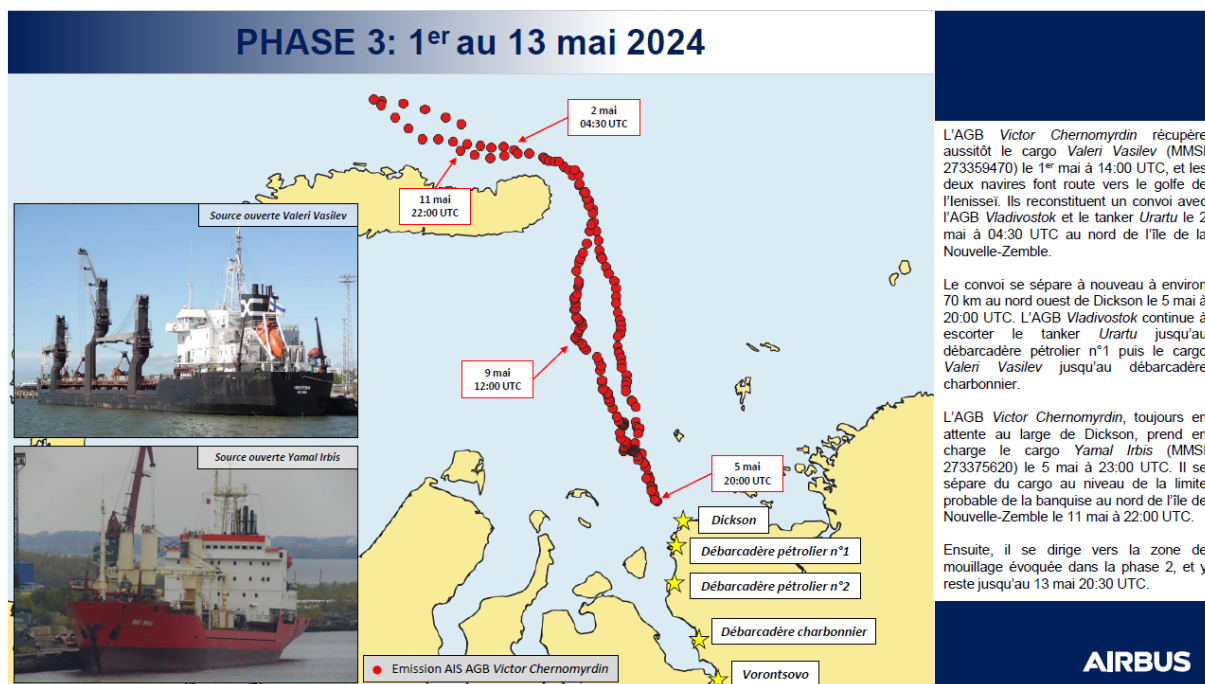 PHASE 3: 1er au 13 mai 2024
2 mai
04:30 UTC
11 mai
22:00 UTC
Source ouverte Valeri Vasilev
9 mai
12:00 UTC
Source ouverte Yamal Irbis
5 mai
20:00 UTC
Dickson
Débarcadère pétrolier n°1
Débarcadère pétrolier n°2
Débarcadère charbonnier
Vorontsovo
Emission AIS AGB Victor Chernomyrdin
L'AGB Victor Chernomyrdin récupère
aussitôt le cargo Valeri Vasilev (MMSI
273359470) le 1er mai à 14:00 UTC, et les
deux navires font route vers le golfe de
l'Ienisseï. Ils reconstituent un convoi avec
l'AGB Vladivostok et le tanker Urartu le 2
mai à 04:30 UTC au nord de l'île de la
Nouvelle-Zemble.
Le convoi se sépare à nouveau à environ
70 km au nord ouest de Dickson le 5 mai à
20:00 UTC. L'AGB Vladivostok continue à
escorter le tanker Urartu jusqu'au
débarcadère pétrolier n°1 puis le cargo
Valeri Vasilev jusqu'au débarcadère
charbonnier.
L'AGB Victor Chernomyrdin, toujours en
attente au large de Dickson, prend en
charge le cargo Yamal Irbis (MMSI
273375620) le 5 mai à 23:00 UTC. Il se
sépare du cargo au niveau de la limite
probable de la banquise au nord de l'île de
Nouvelle-Zemble le 11 mai à 22:00 UTC.
Ensuite, il se dirige vers la zone de
mouillage évoquée dans la phase 2, et y
reste jusqu'au 13 mai 20:30 UTC.
AIRBUS